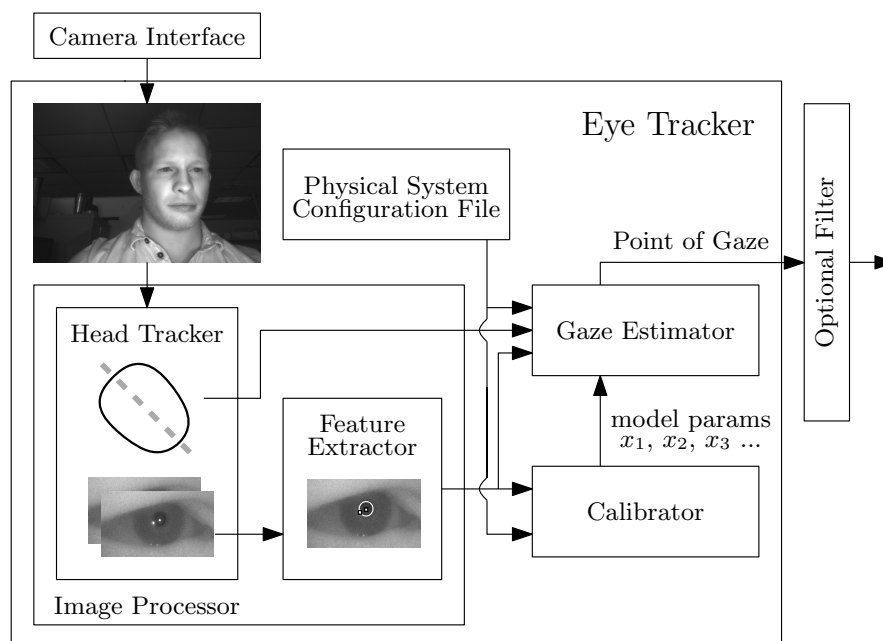 Camera Interface
Eye Tracker
Physical System
Configuration File
Point of Gaze
Optional Filter
Head Tracker
Gaze Estimator
Feature
Extractor
model params
x₁, x₂, x₃ ...
Calibrator
Image Processor